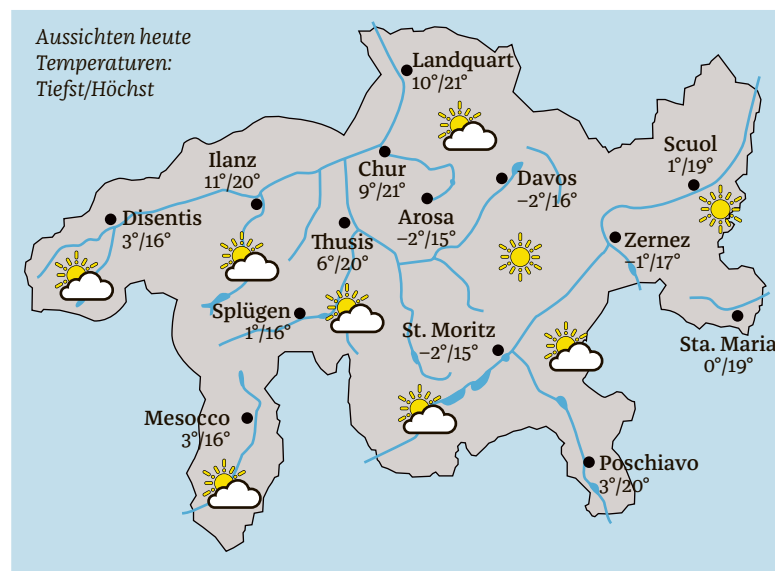 Aussichten heute
Temperaturen:
Tiefst/Höchst
Landquart
10°/21°
Scuol
1°/19°
Ilanz
11°/20°
Chur
9°/21°
Davos
–2°/16°
Arosa
–2°/15°
Disentis
3°/16°
Thusis
6°/20°
Zernez
–1°/17°
Splügen
1°/16°
St. Moritz
–2°/15°
Sta. Maria
0°/19°
Mesocco
3°/16°
Poschiavo
3°/20°